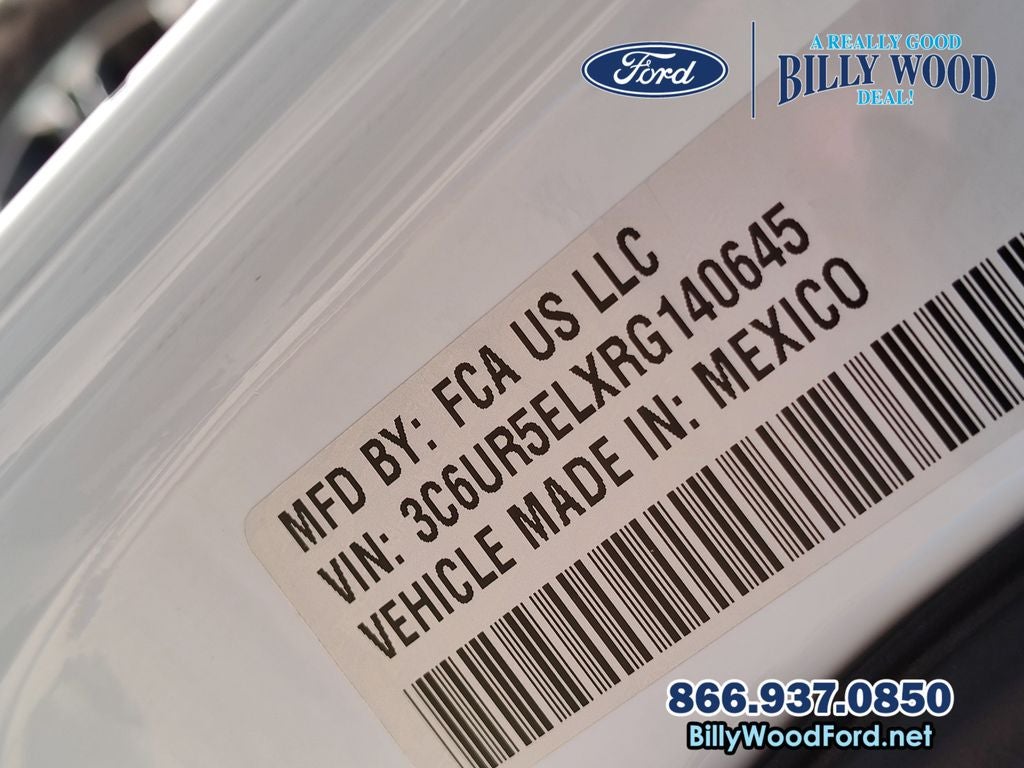 Ford
A REALLY GOOD
BILLY WOOD
DEAL!
MFD BY: FCA US LLC
VIN: 3C6UR5ELXRG140645
VEHICLE MADE IN: MEXICO
866.937.0850
BillyWoodFord.net